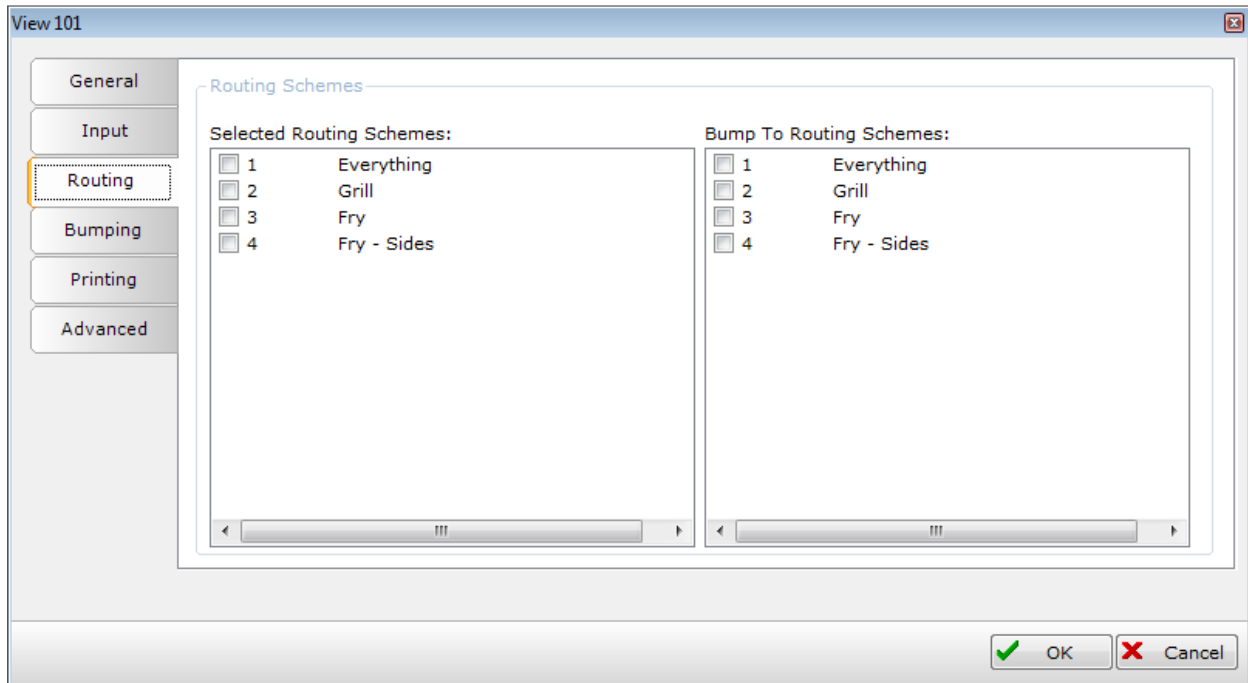 View 101
General
Input
Routing
Bumping
Printing
Advanced
Routing Schemes
Selected Routing Schemes:
1 Everything
2 Grill
3 Fry
4 Fry - Sides
Bump To Routing Schemes:
1 Everything
2 Grill
3 Fry
4 Fry - Sides
OK
Cancel